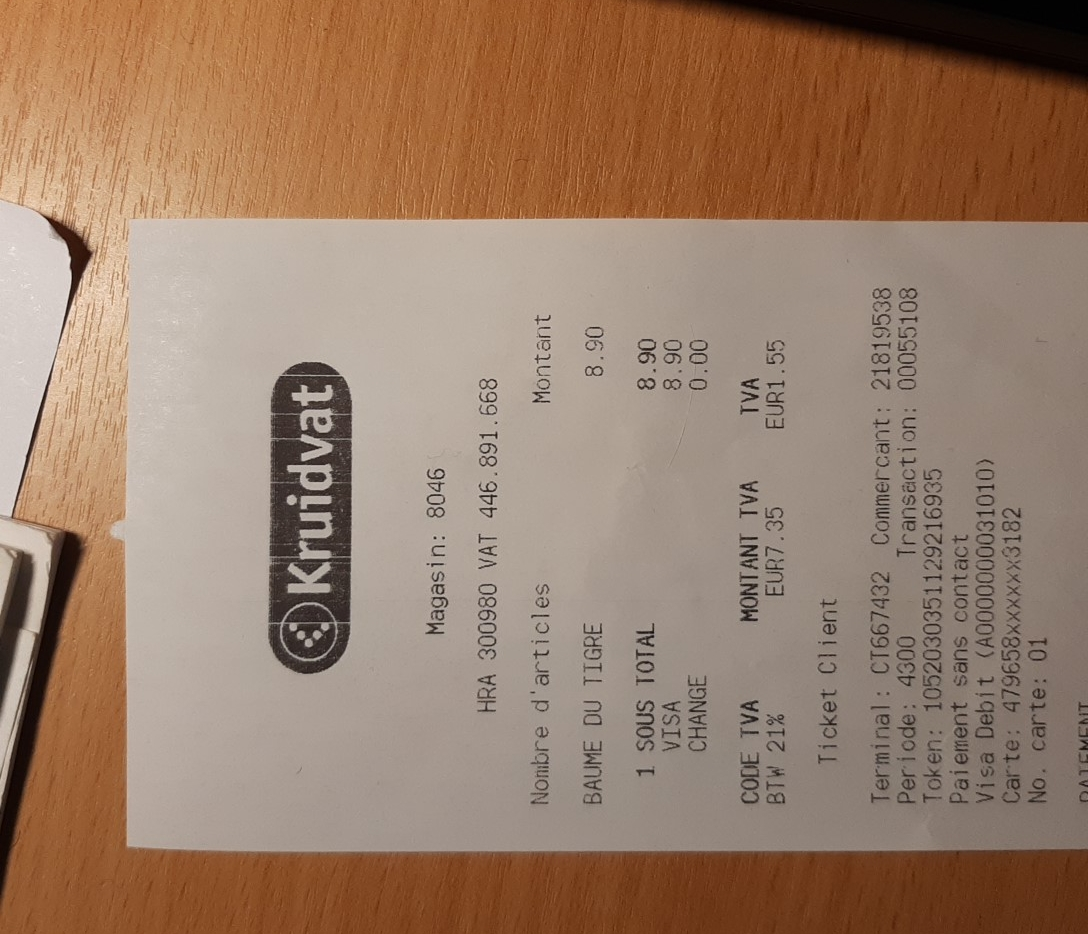 Kruidvat
Magasin: 8046
HRA 300980 VAT 446.891.668
Nombre d'articles Montant
BAUME DU TIGRE 8.90
1 SOUS TOTAL 8.90
VISA 8.90
CHANGE 0.00
CODE TVA MONTANT TVA TVA
BTW 21% EUR7.35 EUR1.55
Ticket Client
Terminal: CT667432 Commercant: 21819538
Periode: 4300 Transaction: 00055108
Token: 1052030351129216935
Paiement sans contact
Visa Debit (A0000000031010)
Carte: 479658xxxxxxx3182
No. carte: 01
PAIEMENT